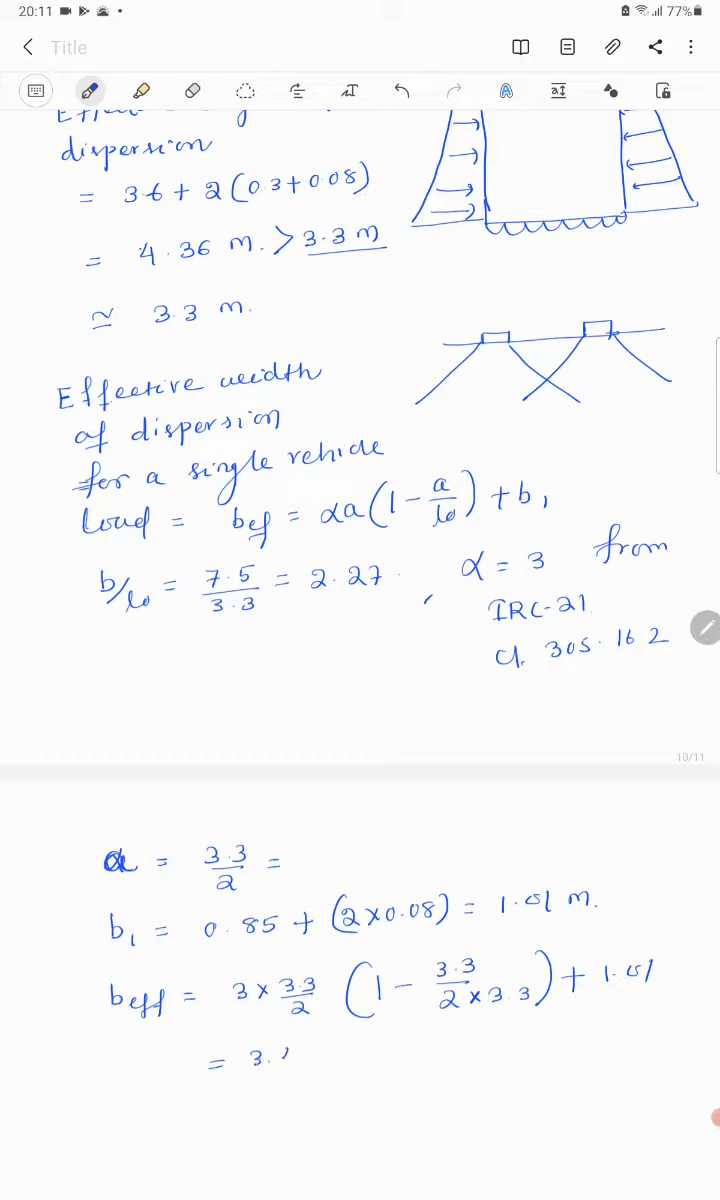 20:11
77%
Title
dispersion
= 3.6 + 2 (0.3+0.08)
= 4.36 m. > 3.3 m
≃ 3.3 m.
Effective width
of dispersion
for a single vehicle
load = bef = αa(1 - a/lo) + b1
b/lo = 7.5/3.3 = 2.27 , α = 3 from
IRC-21
Cl. 305.16 2
10/11
a = 3.3/2 =
b1 = 0.85 + (2×0.08) = 1.01 m.
beff = 3 × 3.3/2 (1 - 3.3/2×3.3) + 1.01
= 3.